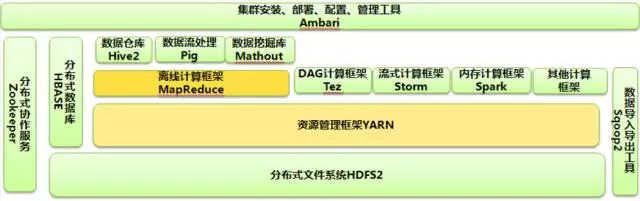 集群安装、部署、配置、管理工具
Ambari
分布式协作服务
Zookeeper
分布式数据库
HBASE
数据仓库
Hive2
数据流处理
Pig
数据挖掘库
Mathout
离线计算框架
MapReduce
DAG计算框架
Tez
流式计算框架
Storm
内存计算框架
Spark
其他计算
框架
数据导入导出工具
Sqoop2
资源管理框架YARN
分布式文件系统HDFS2